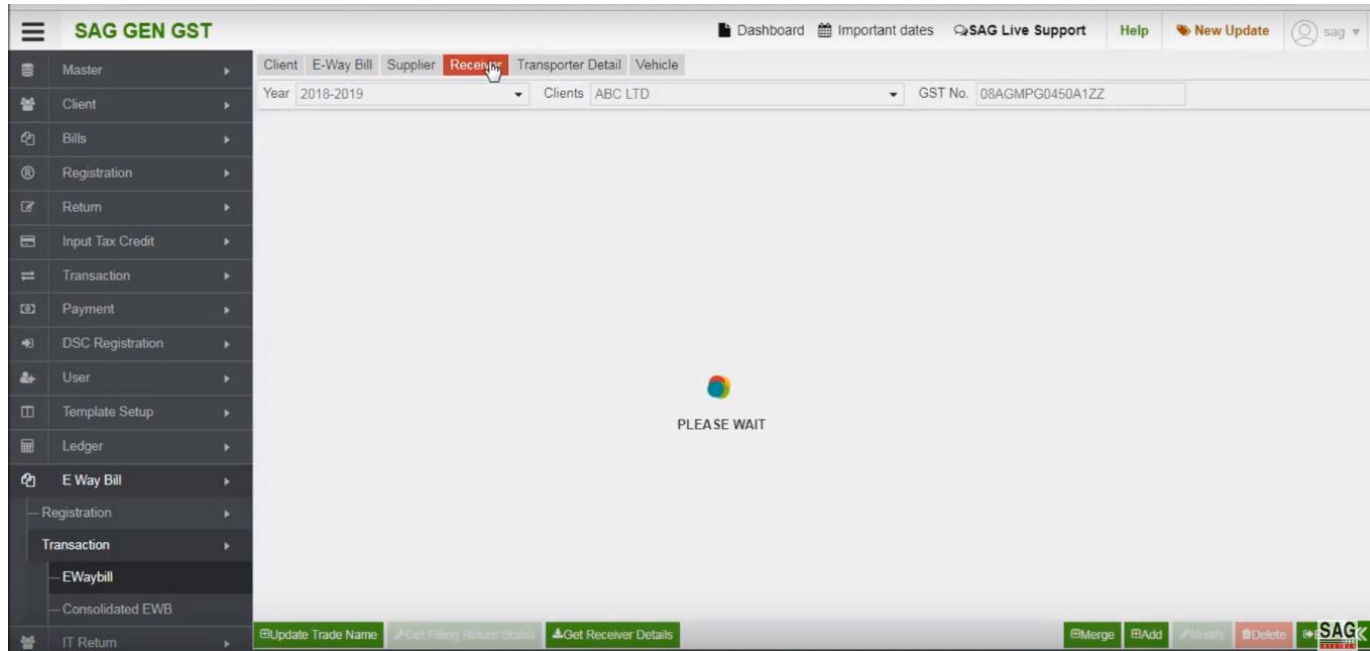 SAG GEN GST
Dashboard Important dates SAG Live Support Help New Update sag
Client E-Way Bill Supplier Receiver Transporter Detail Vehicle
Year 2018-2019 Clients ABC LTD GST No. 08AGMPG0450A1ZZ
Master
Client
Bills
Registration
Return
Input Tax Credit
Transaction
Payment
DSC Registration
User
Template Setup
Ledger
E Way Bill
Registration
Transaction
EWaybill
Consolidated EWB
IT Return
PLEASE WAIT
Update Trade Name Get Filling Return Status Get Receiver Details Merge Add Modify Delete
SAG